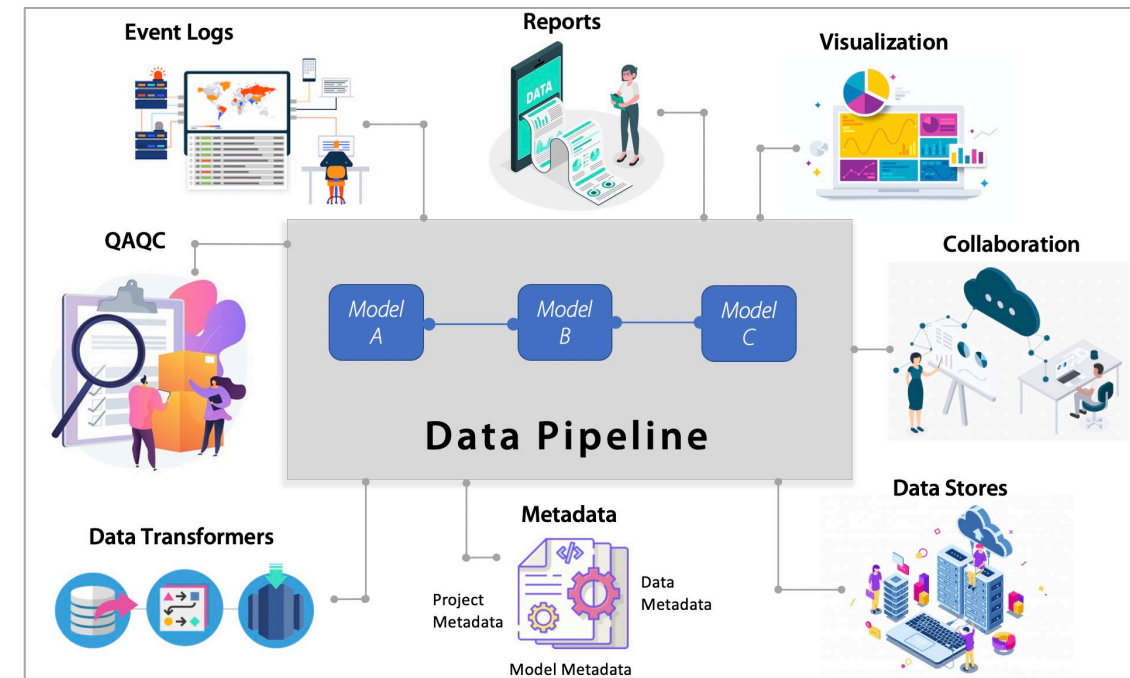 Event Logs
Reports
Visualization
DATA
QAQC
Collaboration
Model
A
Model
B
Model
C
Data Pipeline
Data Stores
Data Transformers
Metadata
Project
Metadata
Data
Metadata
Model Metadata